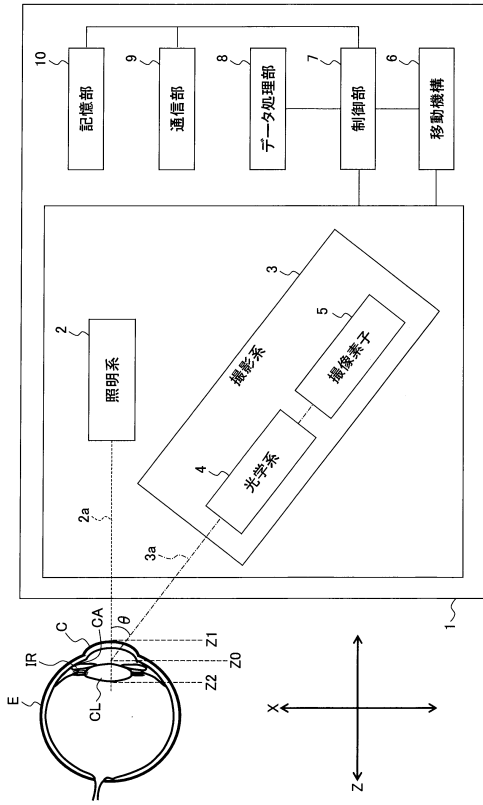 10
記憶部
9
通信部
8
データ処理部
7
制御部
6
移動機構
2
照明系
3
撮影系
4
光学系
5
撮像素子
2a
3a
θ
E
IR
C
CA
CL
Z1
Z0
Z2
1
X
Z